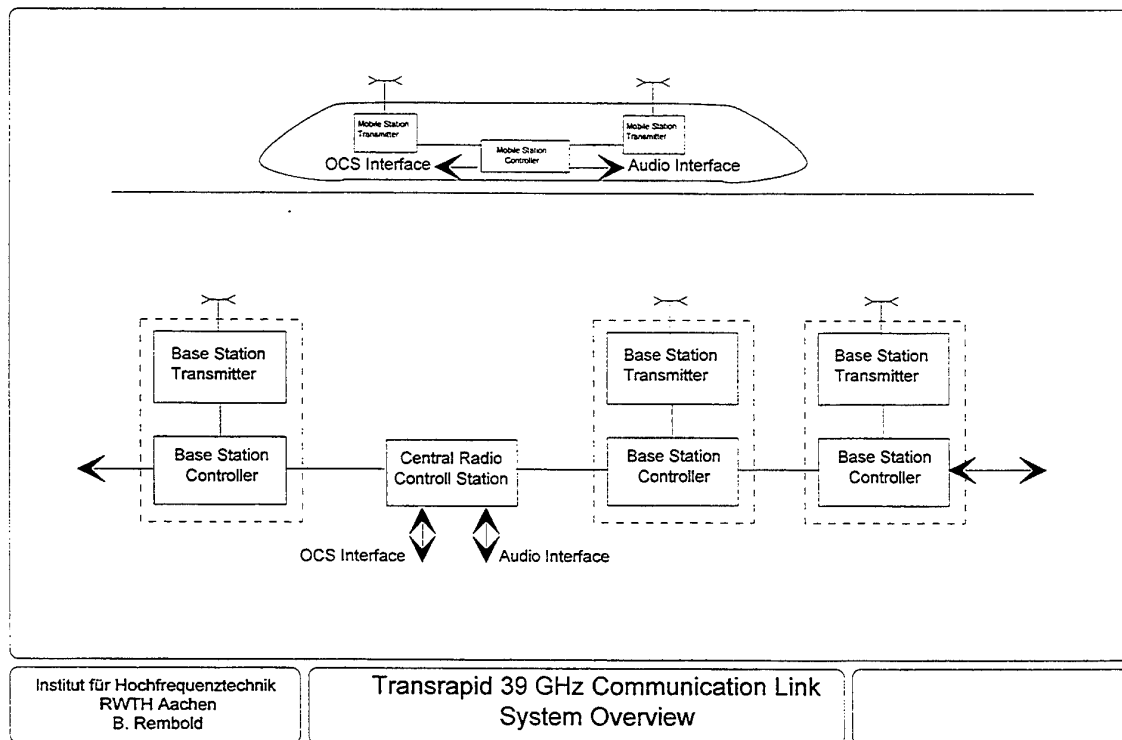 Mobile Station
Transmitter
Mobile Station
Transmitter
Mobile Station
Controller
OCS Interface
Audio Interface
Base Station
Transmitter
Base Station
Transmitter
Base Station
Transmitter
Base Station
Controller
Central Radio
Controll Station
Base Station
Controller
Base Station
Controller
OCS Interface
Audio Interface
Institut für Hochfrequenztechnik
RWTH Aachen
B. Rembold
Transrapid 39 GHz Communication Link
System Overview